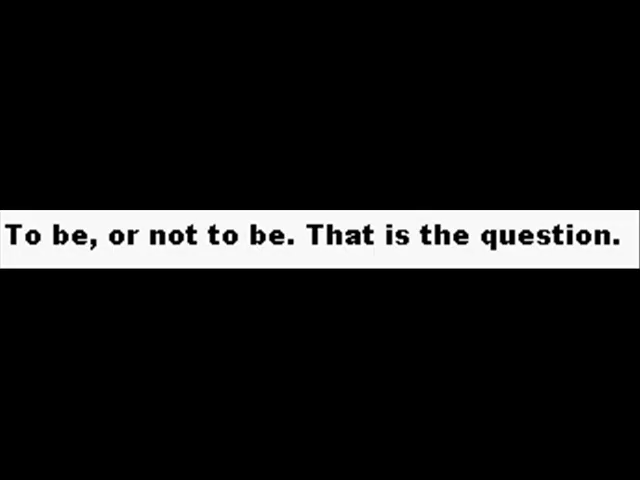 To be, or not to be. That is the question.